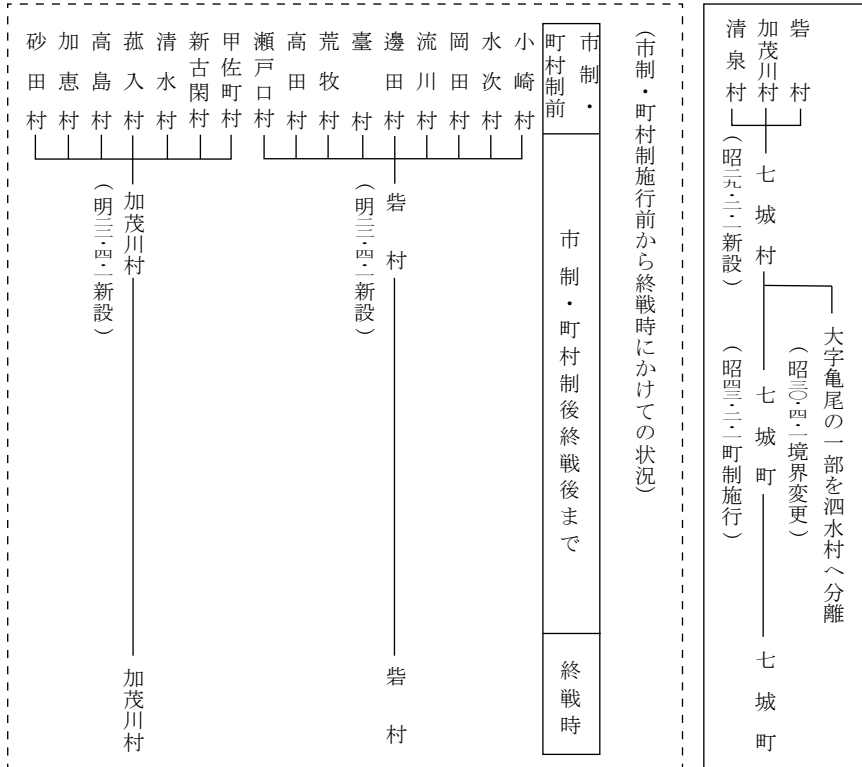 砦村
加茂川村
清泉村
(昭二九・二・一新設)
七城村
大字亀尾の一部を泗水村へ分離
(昭三〇・四・一境界変更)
七城町
(昭四三・二・一町制施行)
七城町
(市制・町村制施行前から終戦時にかけての状況)
市制・
町村制前
市制・町村制後終戦後まで
終戦時
小崎村
水次村
岡田村
流川村
邊田村
臺村
荒牧村
高田村
瀬戸口村
砦村
(明二二・四・一新設)
砦村
甲佐町村
新古閑村
清水村
菰入村
高島村
加恵村
砂田村
加茂川村
(明二二・四・一新設)
加茂川村